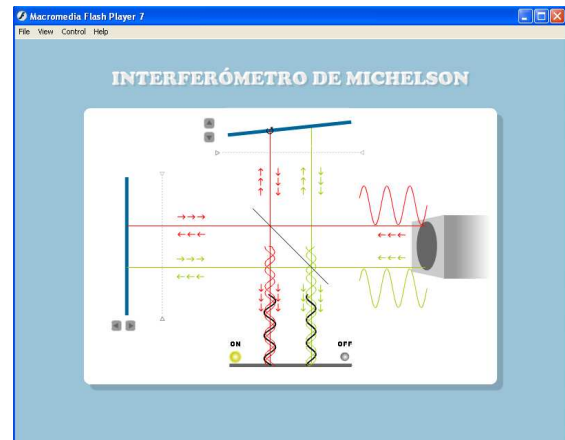 Macromedia Flash Player 7
File View Control Help
INTERFERÓMETRO DE MICHELSON
ON OFF